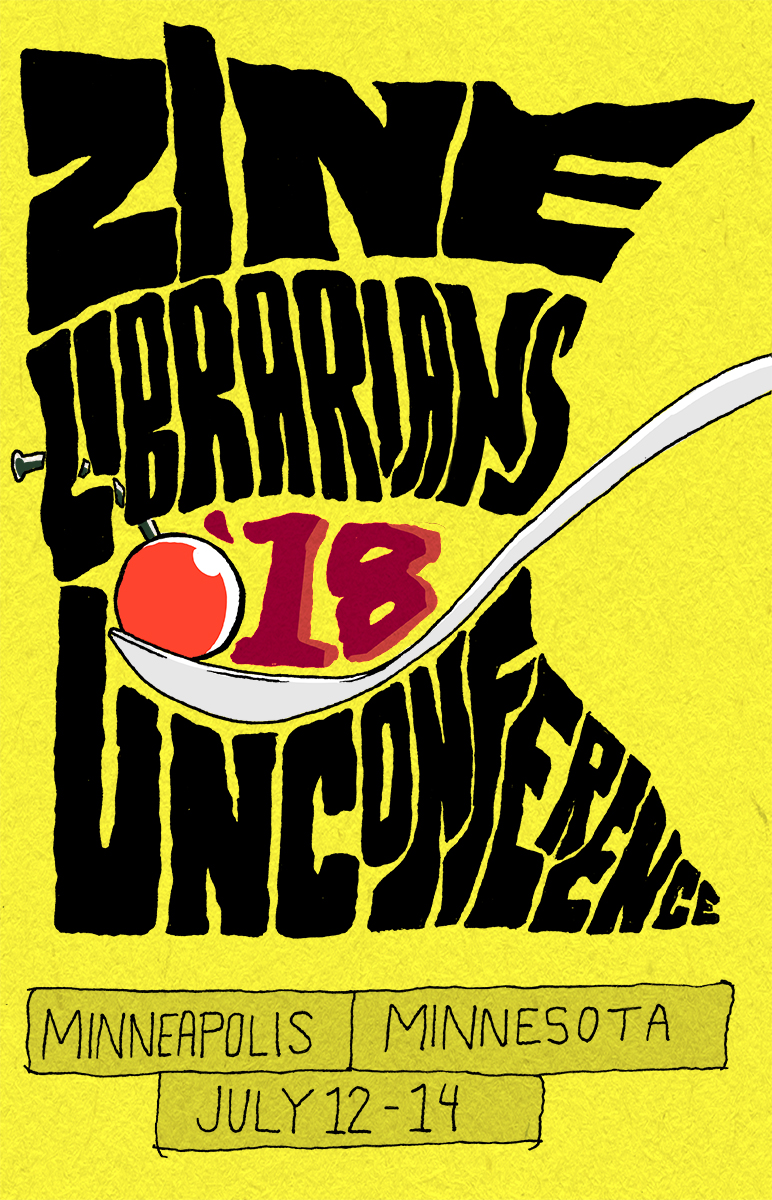 ZINE
LIBRARIANS
'18
UNCONFERENCE
MINNEAPOLIS MINNESOTA
JULY 12-14